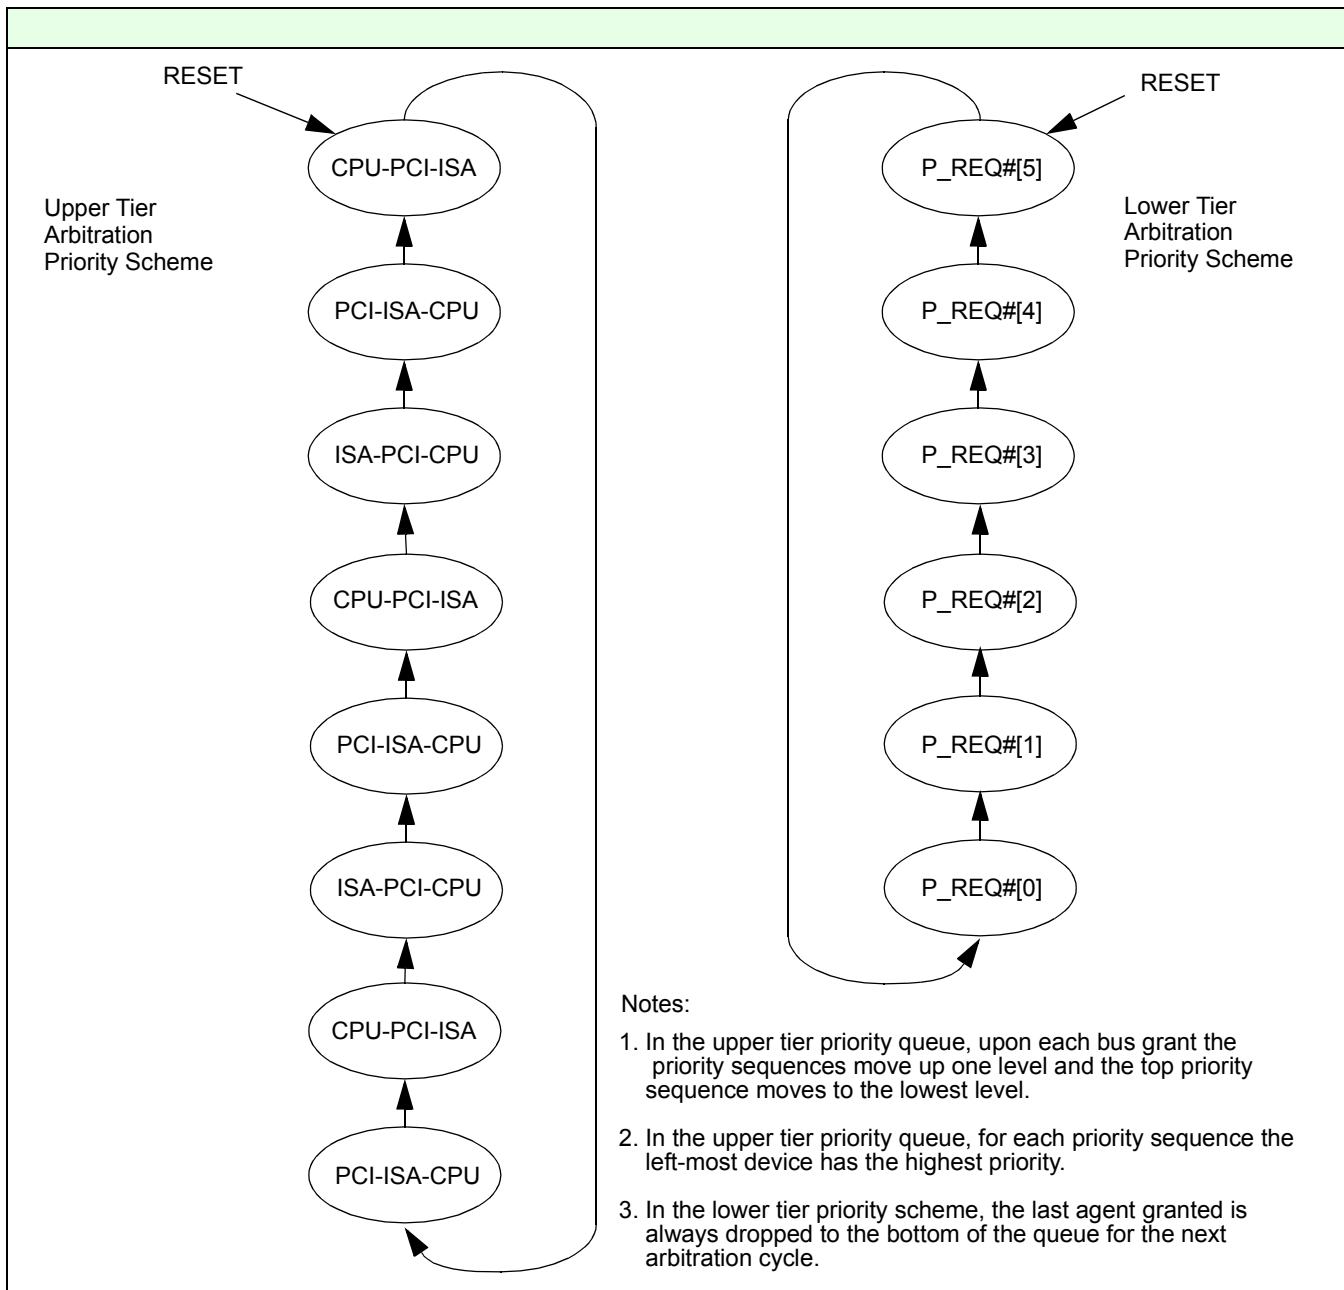 RESET
CPU-PCI-ISA
Upper Tier
Arbitration
Priority Scheme
PCI-ISA-CPU
ISA-PCI-CPU
CPU-PCI-ISA
PCI-ISA-CPU
ISA-PCI-CPU
CPU-PCI-ISA
PCI-ISA-CPU
RESET
P_REQ#[5]
Lower Tier
Arbitration
Priority Scheme
P_REQ#[4]
P_REQ#[3]
P_REQ#[2]
P_REQ#[1]
P_REQ#[0]
Notes:
1. In the upper tier priority queue, upon each bus grant the
priority sequences move up one level and the top priority
sequence moves to the lowest level.
2. In the upper tier priority queue, for each priority sequence the
left-most device has the highest priority.
3. In the lower tier priority scheme, the last agent granted is
always dropped to the bottom of the queue for the next
arbitration cycle.